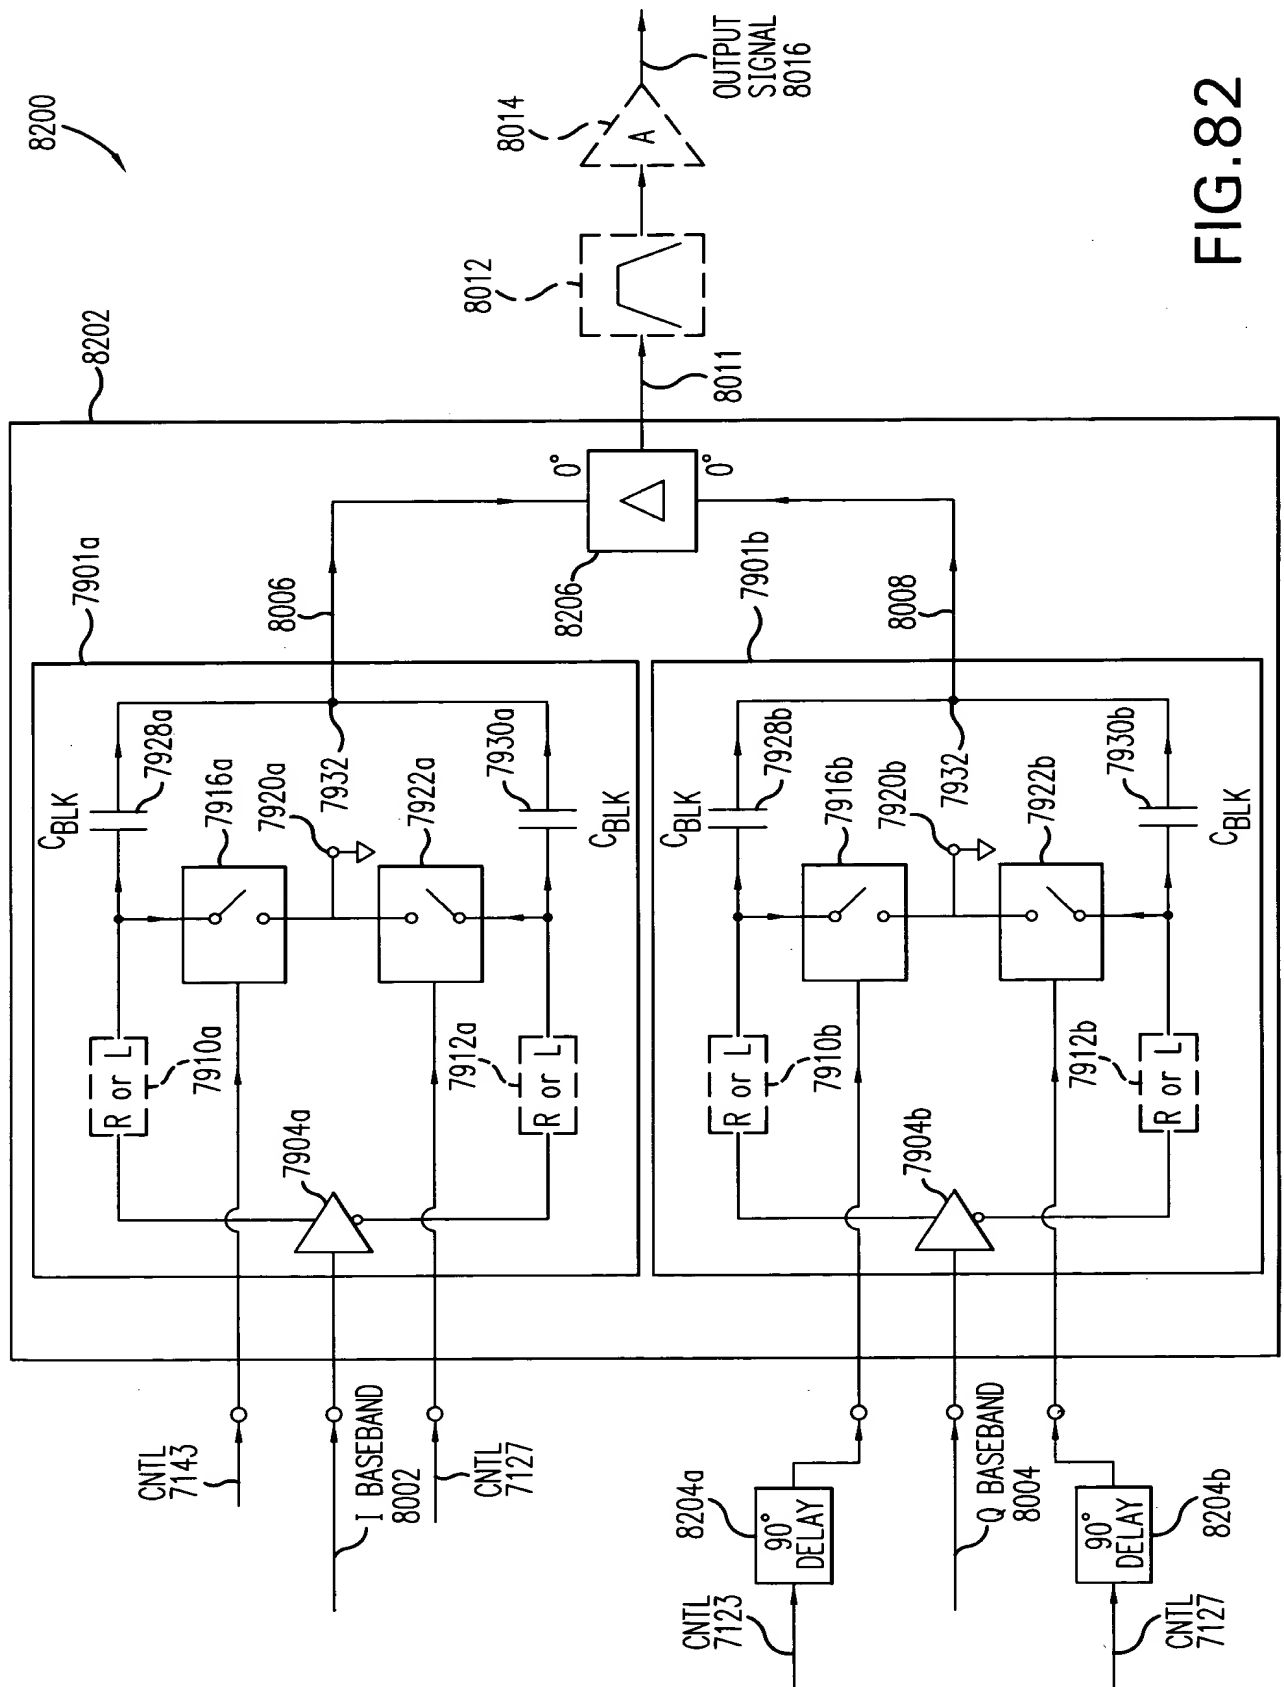 8200
8202
7901a
CBLK
7928a
7916a
7920a
7932
7922a
7930a
CBLK
R or L
7910a
7904a
7912a
R or L
CNTL
7143
I BASEBAND
8002
CNTL
7127
8006
0°
8206
0°
8011
8012
A
8014
OUTPUT
SIGNAL
8016
7901b
8008
CBLK
7928b
7916b
7920b
7932
7922b
7930b
CBLK
R or L
7910b
7904b
7912b
R or L
8204a
90°
DELAY
CNTL
7123
Q BASEBAND
8004
90°
DELAY
8204b
CNTL
7127
FIG.82